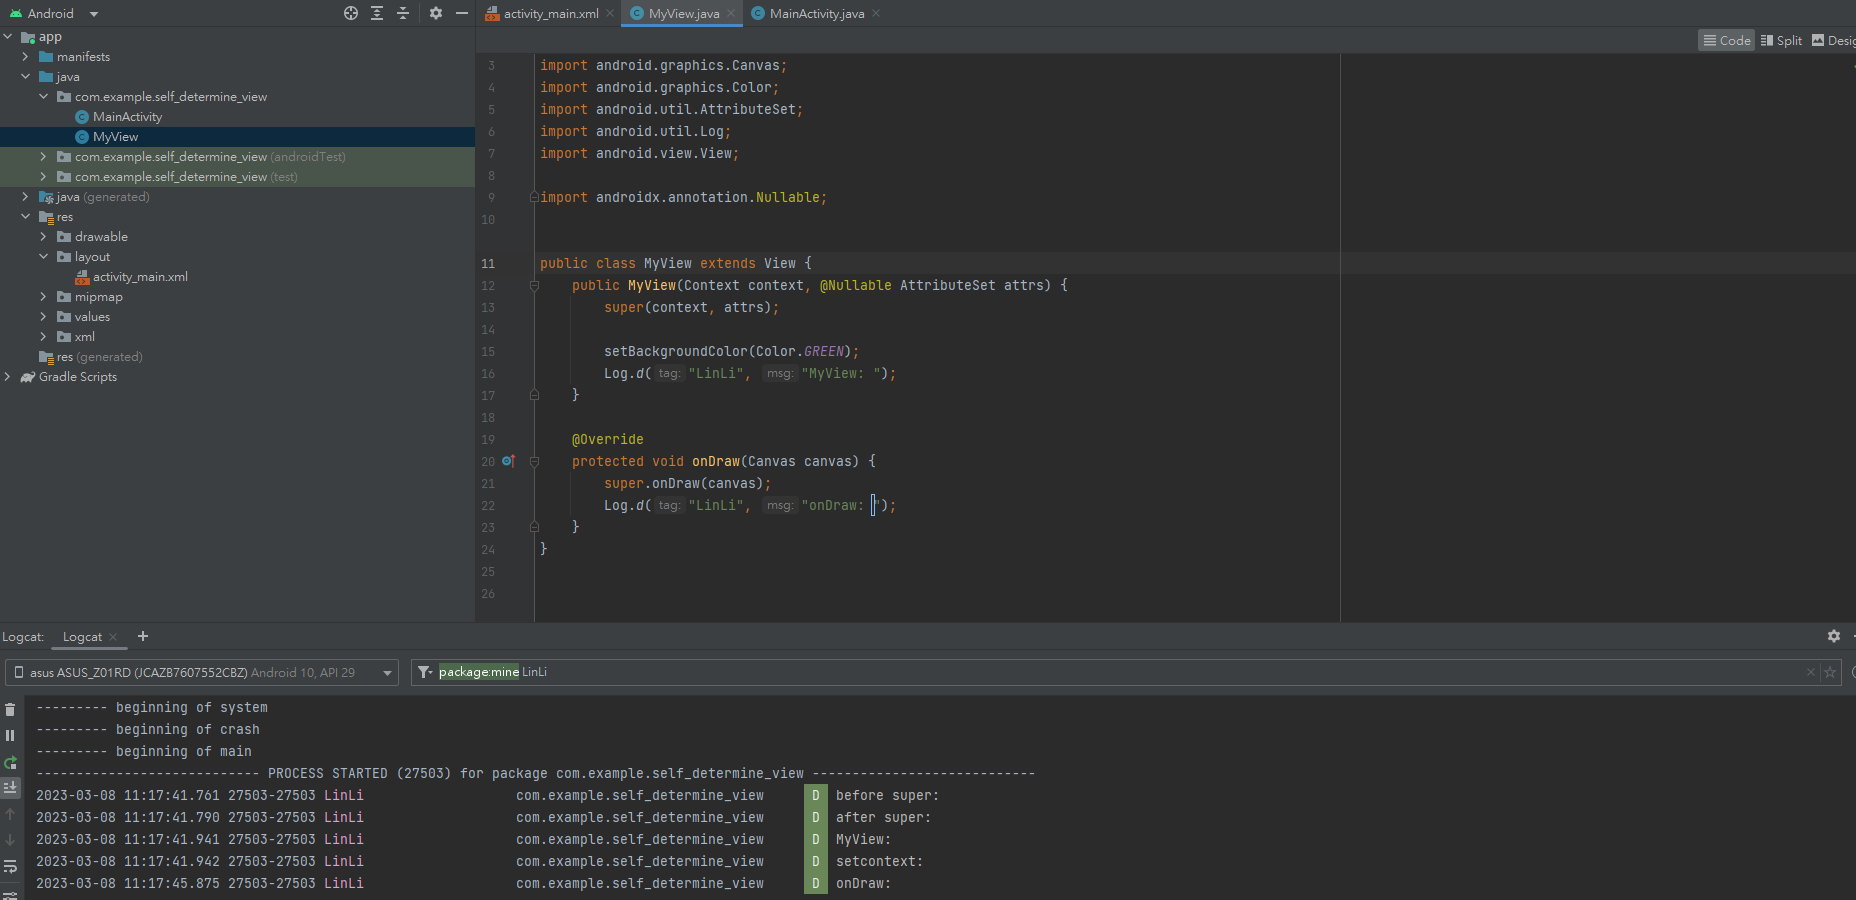 Android
app
manifests
java
com.example.self_determine_view
MainActivity
MyView
com.example.self_determine_view (androidTest)
com.example.self_determine_view (test)
java (generated)
res
drawable
layout
activity_main.xml
mipmap
values
xml
res (generated)
Gradle Scripts
activity_main.xml
MyView.java
MainActivity.java
Code
Split
Desig
3 import android.graphics.Canvas;
4 import android.graphics.Color;
5 import android.util.AttributeSet;
6 import android.util.Log;
7 import android.view.View;
8
9 import androidx.annotation.Nullable;
10
11 public class MyView extends View {
12 public MyView(Context context, @Nullable AttributeSet attrs) {
13 super(context, attrs);
14
15 setBackgroundColor(Color.GREEN);
16 Log.d( tag: "LinLi", msg: "MyView: ");
17 }
18
19 @Override
20 protected void onDraw(Canvas canvas) {
21 super.onDraw(canvas);
22 Log.d( tag: "LinLi", msg: "onDraw: ");
23 }
24 }
25
26
Logcat: Logcat
asus ASUS_Z01RD (JCAZB7607552CBZ) Android 10, API 29
package:mine LinLi
--------- beginning of system
--------- beginning of crash
--------- beginning of main
---------------------------- PROCESS STARTED (27503) for package com.example.self_determine_view ----------------------------
2023-03-08 11:17:41.761 27503-27503 LinLi com.example.self_determine_view D before super:
2023-03-08 11:17:41.790 27503-27503 LinLi com.example.self_determine_view D after super:
2023-03-08 11:17:41.941 27503-27503 LinLi com.example.self_determine_view D MyView:
2023-03-08 11:17:41.942 27503-27503 LinLi com.example.self_determine_view D setcontext:
2023-03-08 11:17:45.875 27503-27503 LinLi com.example.self_determine_view D onDraw: